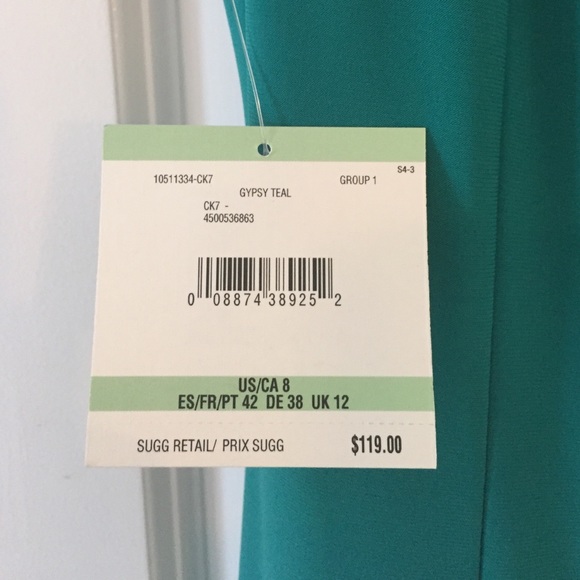 S4-3
10511334-CK7 GROUP 1
GYPSY TEAL
CK7 -
4500536863
0 08874 38925 2
US/CA 8
ES/FR/PT 42 DE 38 UK 12
SUGG RETAIL/ PRIX SUGG $119.00